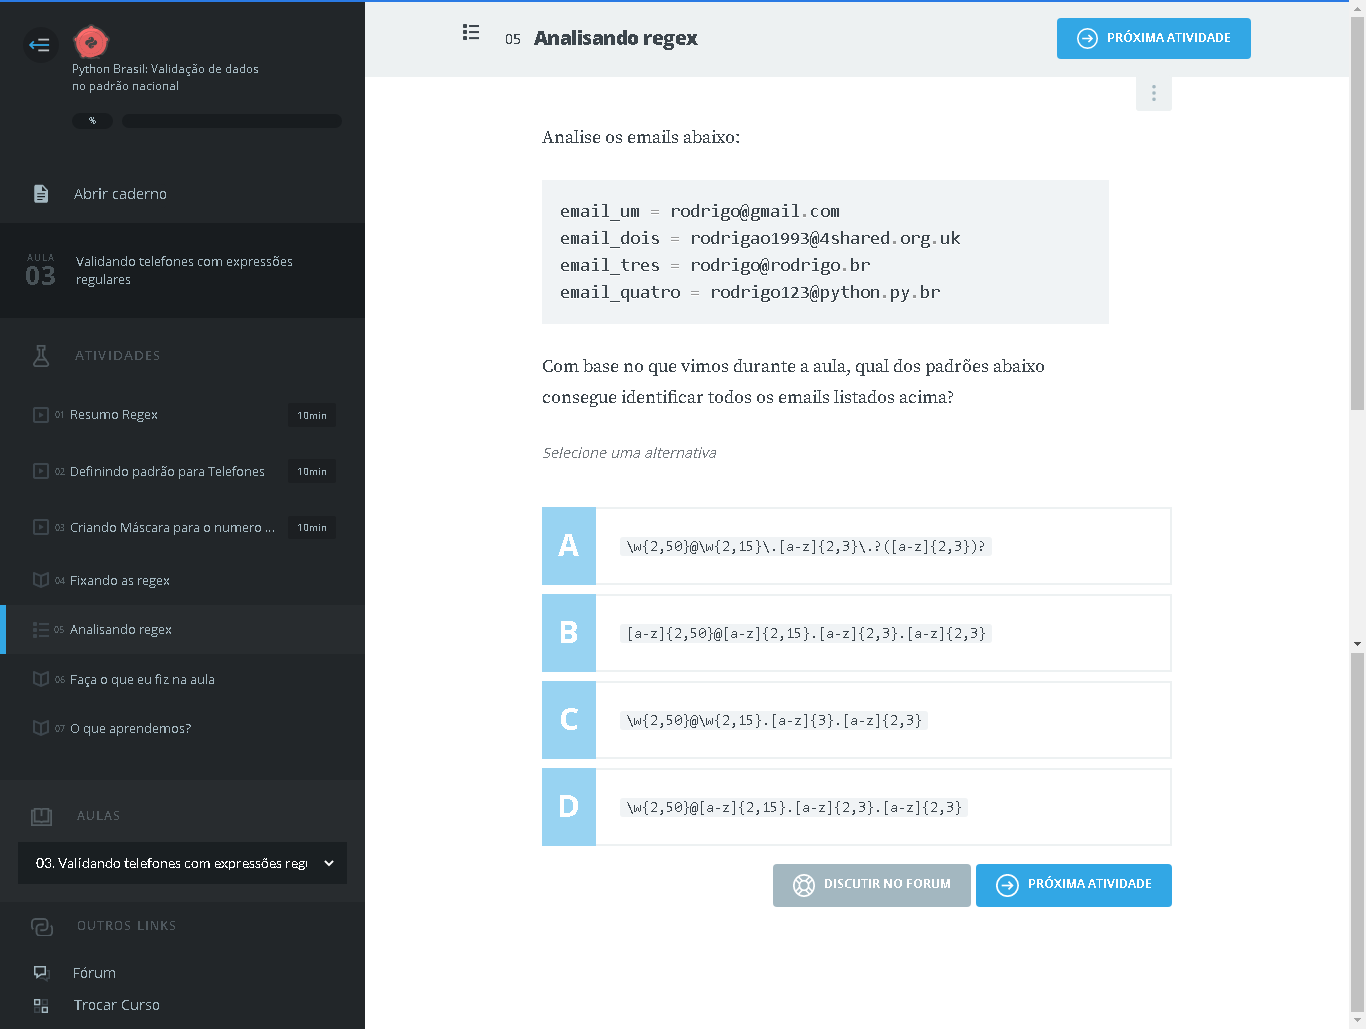 Python Brasil: Validação de dados
no padrão nacional
%
Abrir caderno
AULA
03
Validando telefones com expressões
regulares
ATIVIDADES
01 Resumo Regex 10min
02 Definindo padrão para Telefones 10min
03 Criando Máscara para o numero ... 10min
04 Fixando as regex
05 Analisando regex
06 Faça o que eu fiz na aula
07 O que aprendemos?
AULAS
03. Validando telefones com expressões regu
OUTROS LINKS
Fórum
Trocar Curso
05 Analisando regex
PRÓXIMA ATIVIDADE
Analise os emails abaixo:
email_um = rodrigo@gmail.com
email_dois = rodrigao1993@4shared.org.uk
email_tres = rodrigo@rodrigo.br
email_quatro = rodrigo123@python.py.br
Com base no que vimos durante a aula, qual dos padrões abaixo
consegue identificar todos os emails listados acima?
Selecione uma alternativa
A \w{2,50}@\w{2,15}\.[a-z]{2,3}\.?([a-z]{2,3})?
B [a-z]{2,50}@[a-z]{2,15}.[a-z]{2,3}.[a-z]{2,3}
C \w{2,50}@\w{2,15}.[a-z]{3}.[a-z]{2,3}
D \w{2,50}@[a-z]{2,15}.[a-z]{2,3}.[a-z]{2,3}
DISCUTIR NO FORUM
PRÓXIMA ATIVIDADE